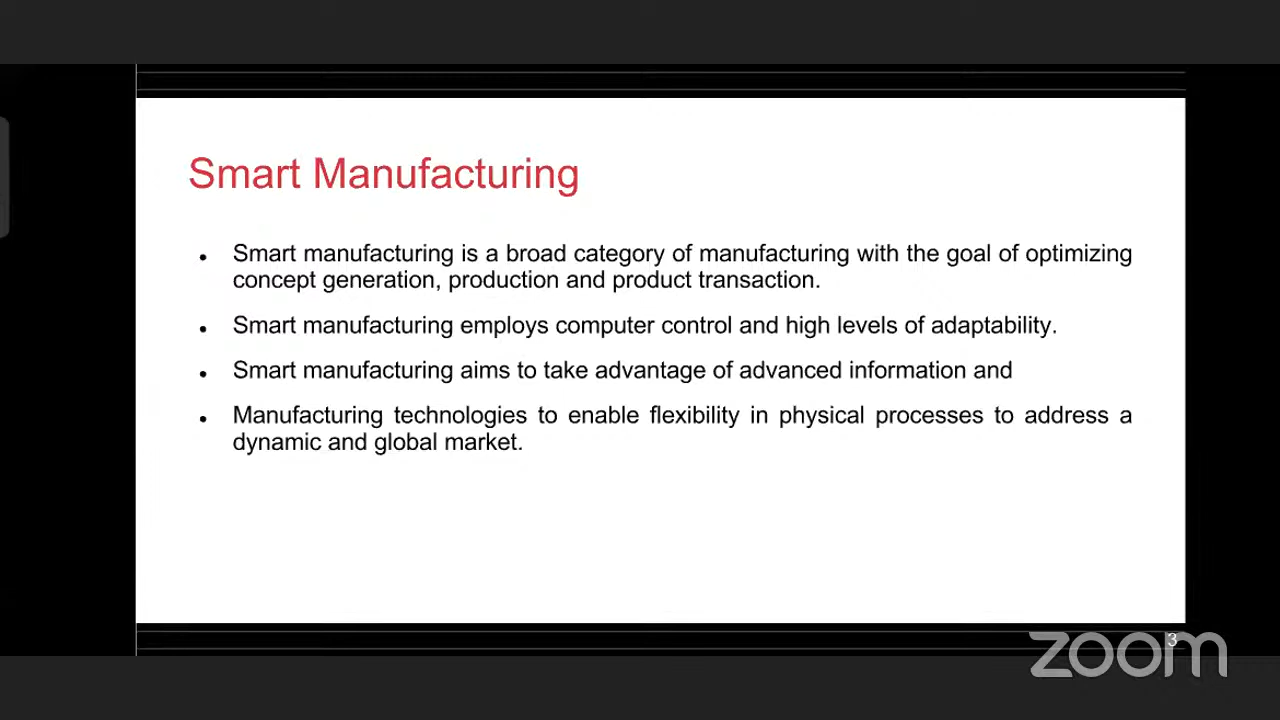 Smart Manufacturing
• Smart manufacturing is a broad category of manufacturing with the goal of optimizing
concept generation, production and product transaction.
• Smart manufacturing employs computer control and high levels of adaptability.
• Smart manufacturing aims to take advantage of advanced information and
• Manufacturing technologies to enable flexibility in physical processes to address a
dynamic and global market.
3
zoom